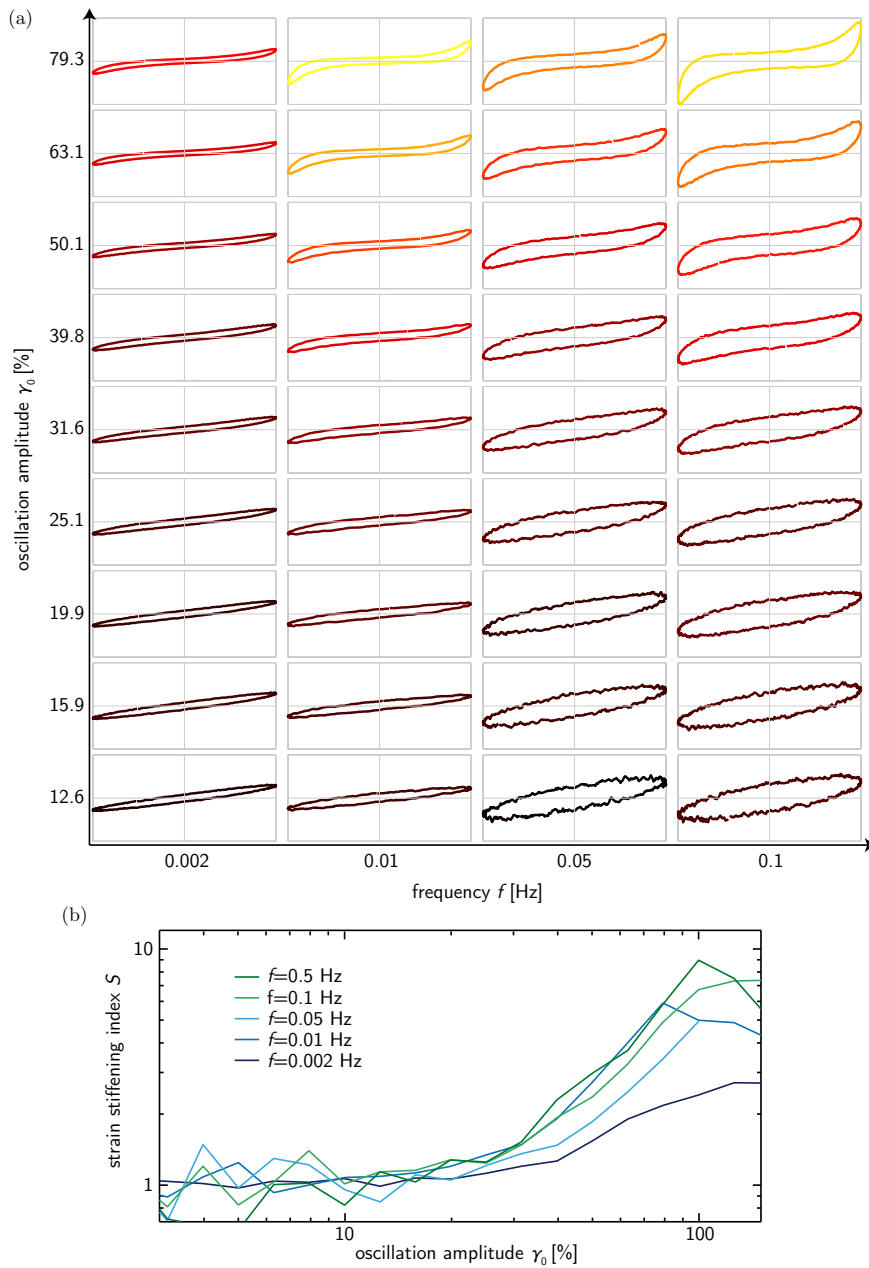 (a)
79.3
63.1
50.1
39.8
31.6
25.1
19.9
15.9
12.6
oscillation amplitude γ₀ [%]
0.002 0.01 0.05 0.1
frequency f [Hz]
(b)
10
1
strain stiffening index S
f=0.5 Hz
f=0.1 Hz
f=0.05 Hz
f=0.01 Hz
f=0.002 Hz
10 100
oscillation amplitude γ₀ [%]